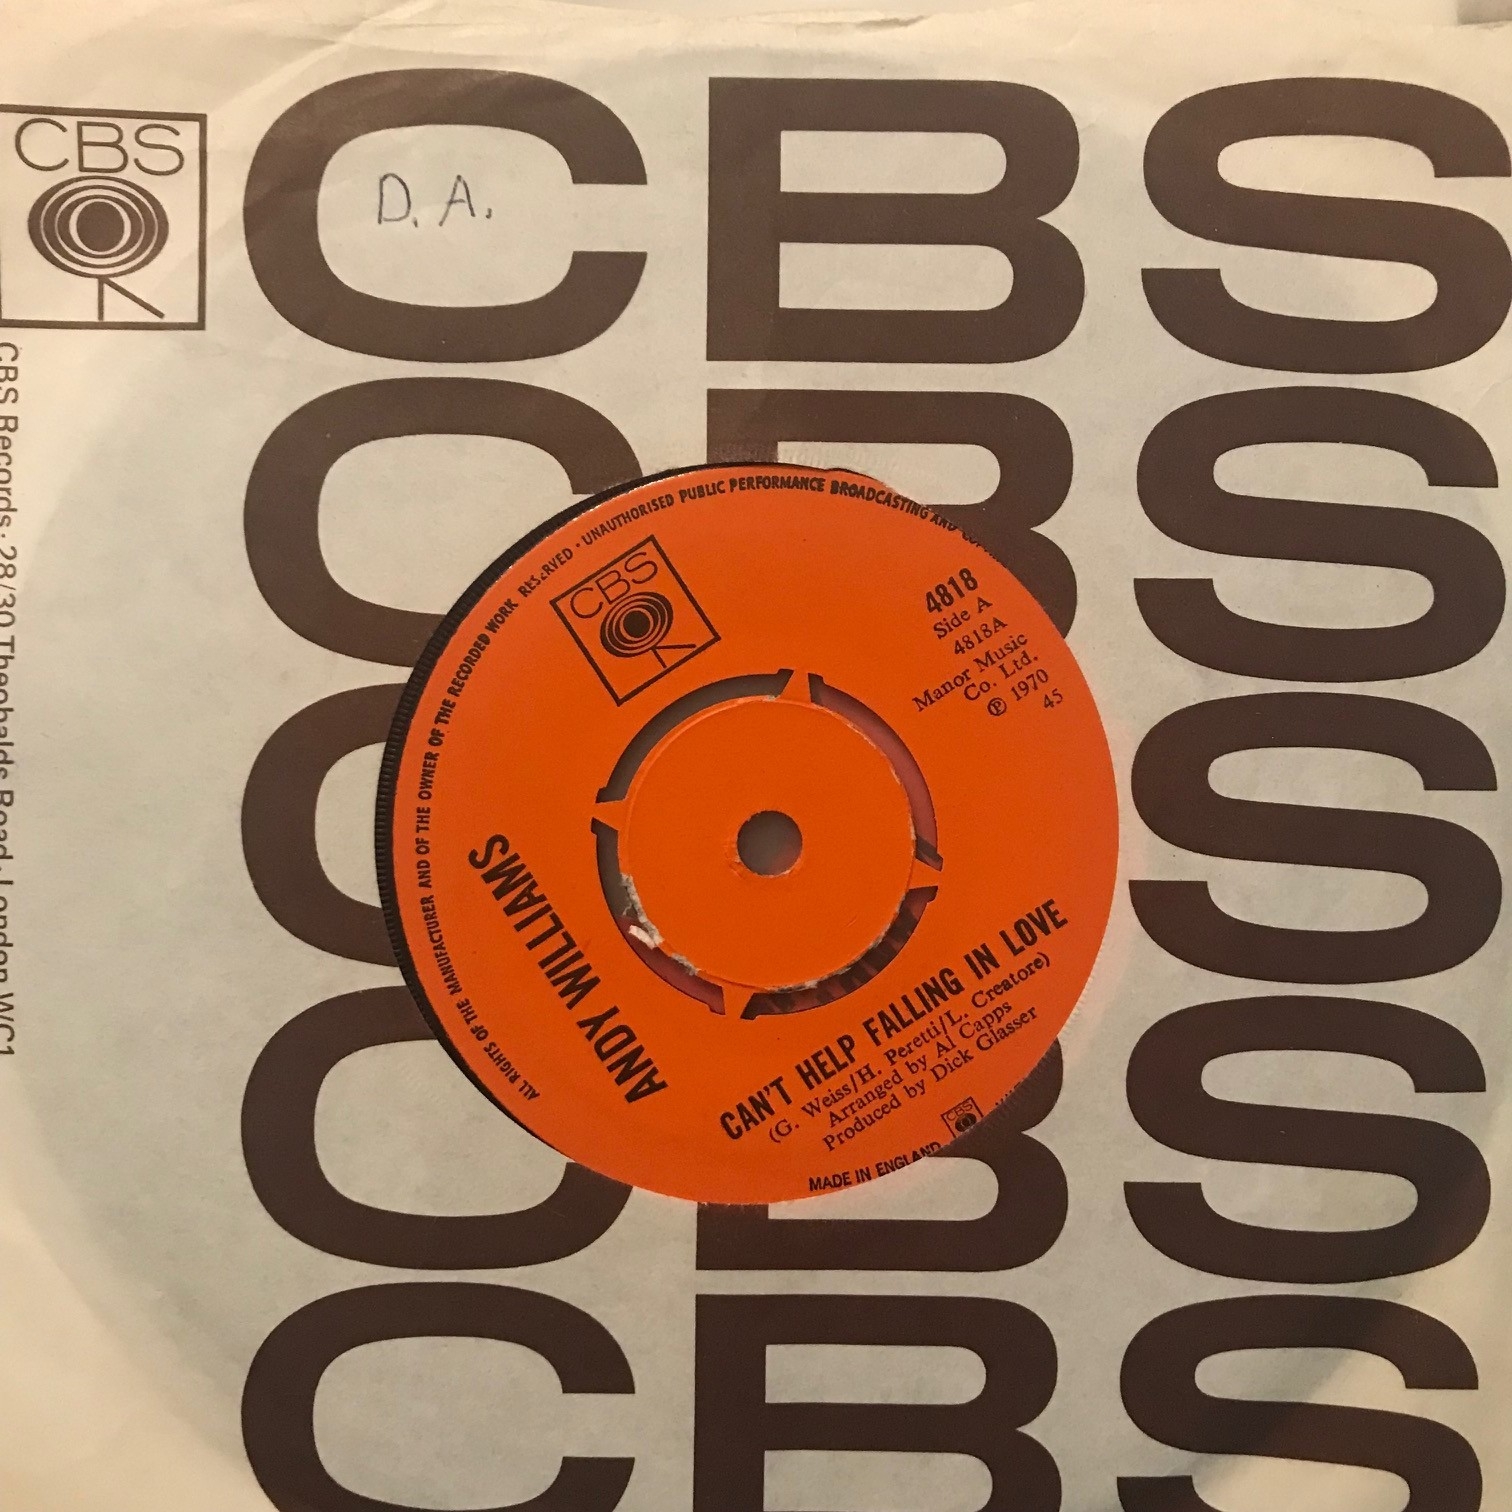 CBS
CBS
D. A.
CBS Records · 28/30 Theobalds Road · London WC1
CBS
CBS
CBS
CBS
ALL RIGHTS OF THE MANUFACTURER AND OF THE OWNER OF THE RECORDED WORK RESERVED · UNAUTHORISED PUBLIC PERFORMANCE BROADCASTING AND
CBS
4818
Side A
4818A
Manor Music
Co. Ltd.
℗ 1970
45
ANDY WILLIAMS
CAN'T HELP FALLING IN LOVE
(G. Weiss/H. Peretti/L. Creatore)
Arranged by Al Capps
Produced by Dick Glasser
CBS
MADE IN ENGLAND